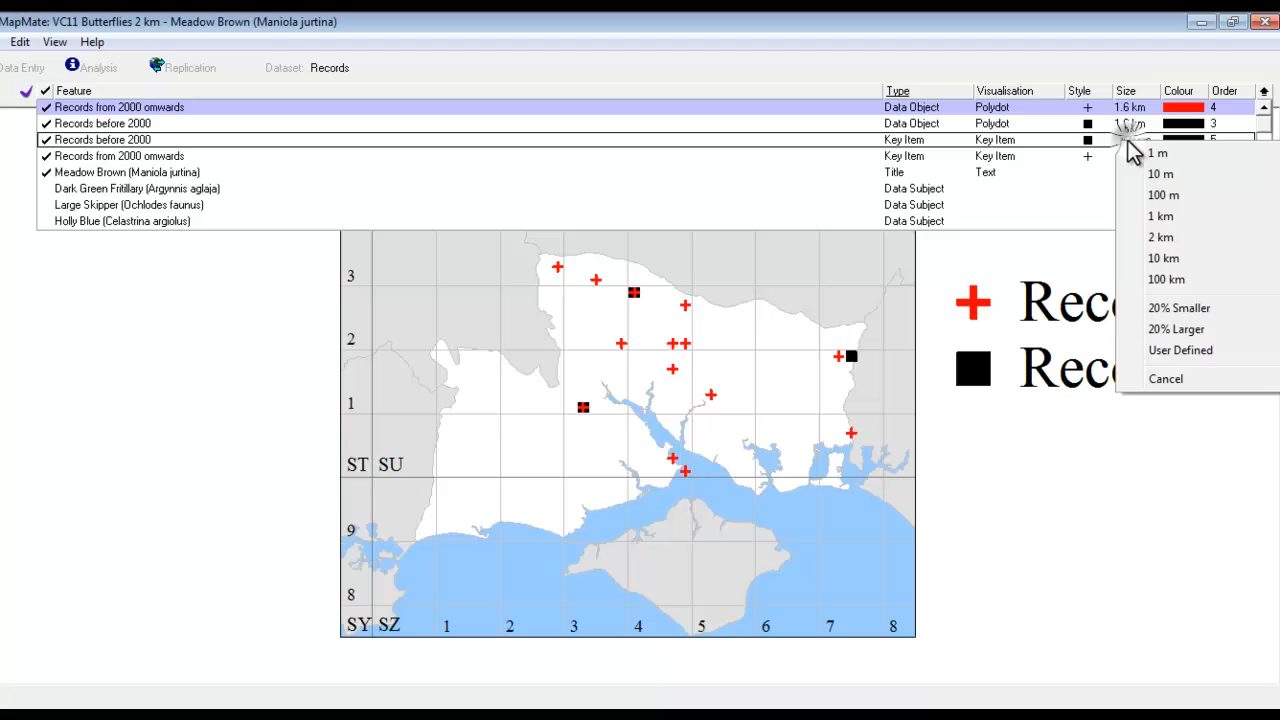 MapMate: VC11 Butterflies 2 km - Meadow Brown (Maniola jurtina)
Edit View Help
Data Entry Analysis Replication Dataset: Records
Feature Type Visualisation Style Size Colour Order
Records from 2000 omwards Data Object Polydot + 1.6 km 4
Records before 2000 Data Object Polydot km 3
Records before 2000 Key Item Key Item 5
Records from 2000 omwards Key Item Key Item +
Meadow Brown (Maniola jurtina) Title Text
Dark Green Fritillary (Argynnis aglaja) Data Subject
Large Skipper (Ochlodes faunus) Data Subject
Holly Blue (Celastrina argiolus) Data Subject
1 m
10 m
100 m
1 km
2 km
10 km
100 km
20% Smaller
20% Larger
User Defined
Cancel
3
2
1
ST SU
9
8
SY SZ 1 2 3 4 5 6 7 8
Reco
Reco